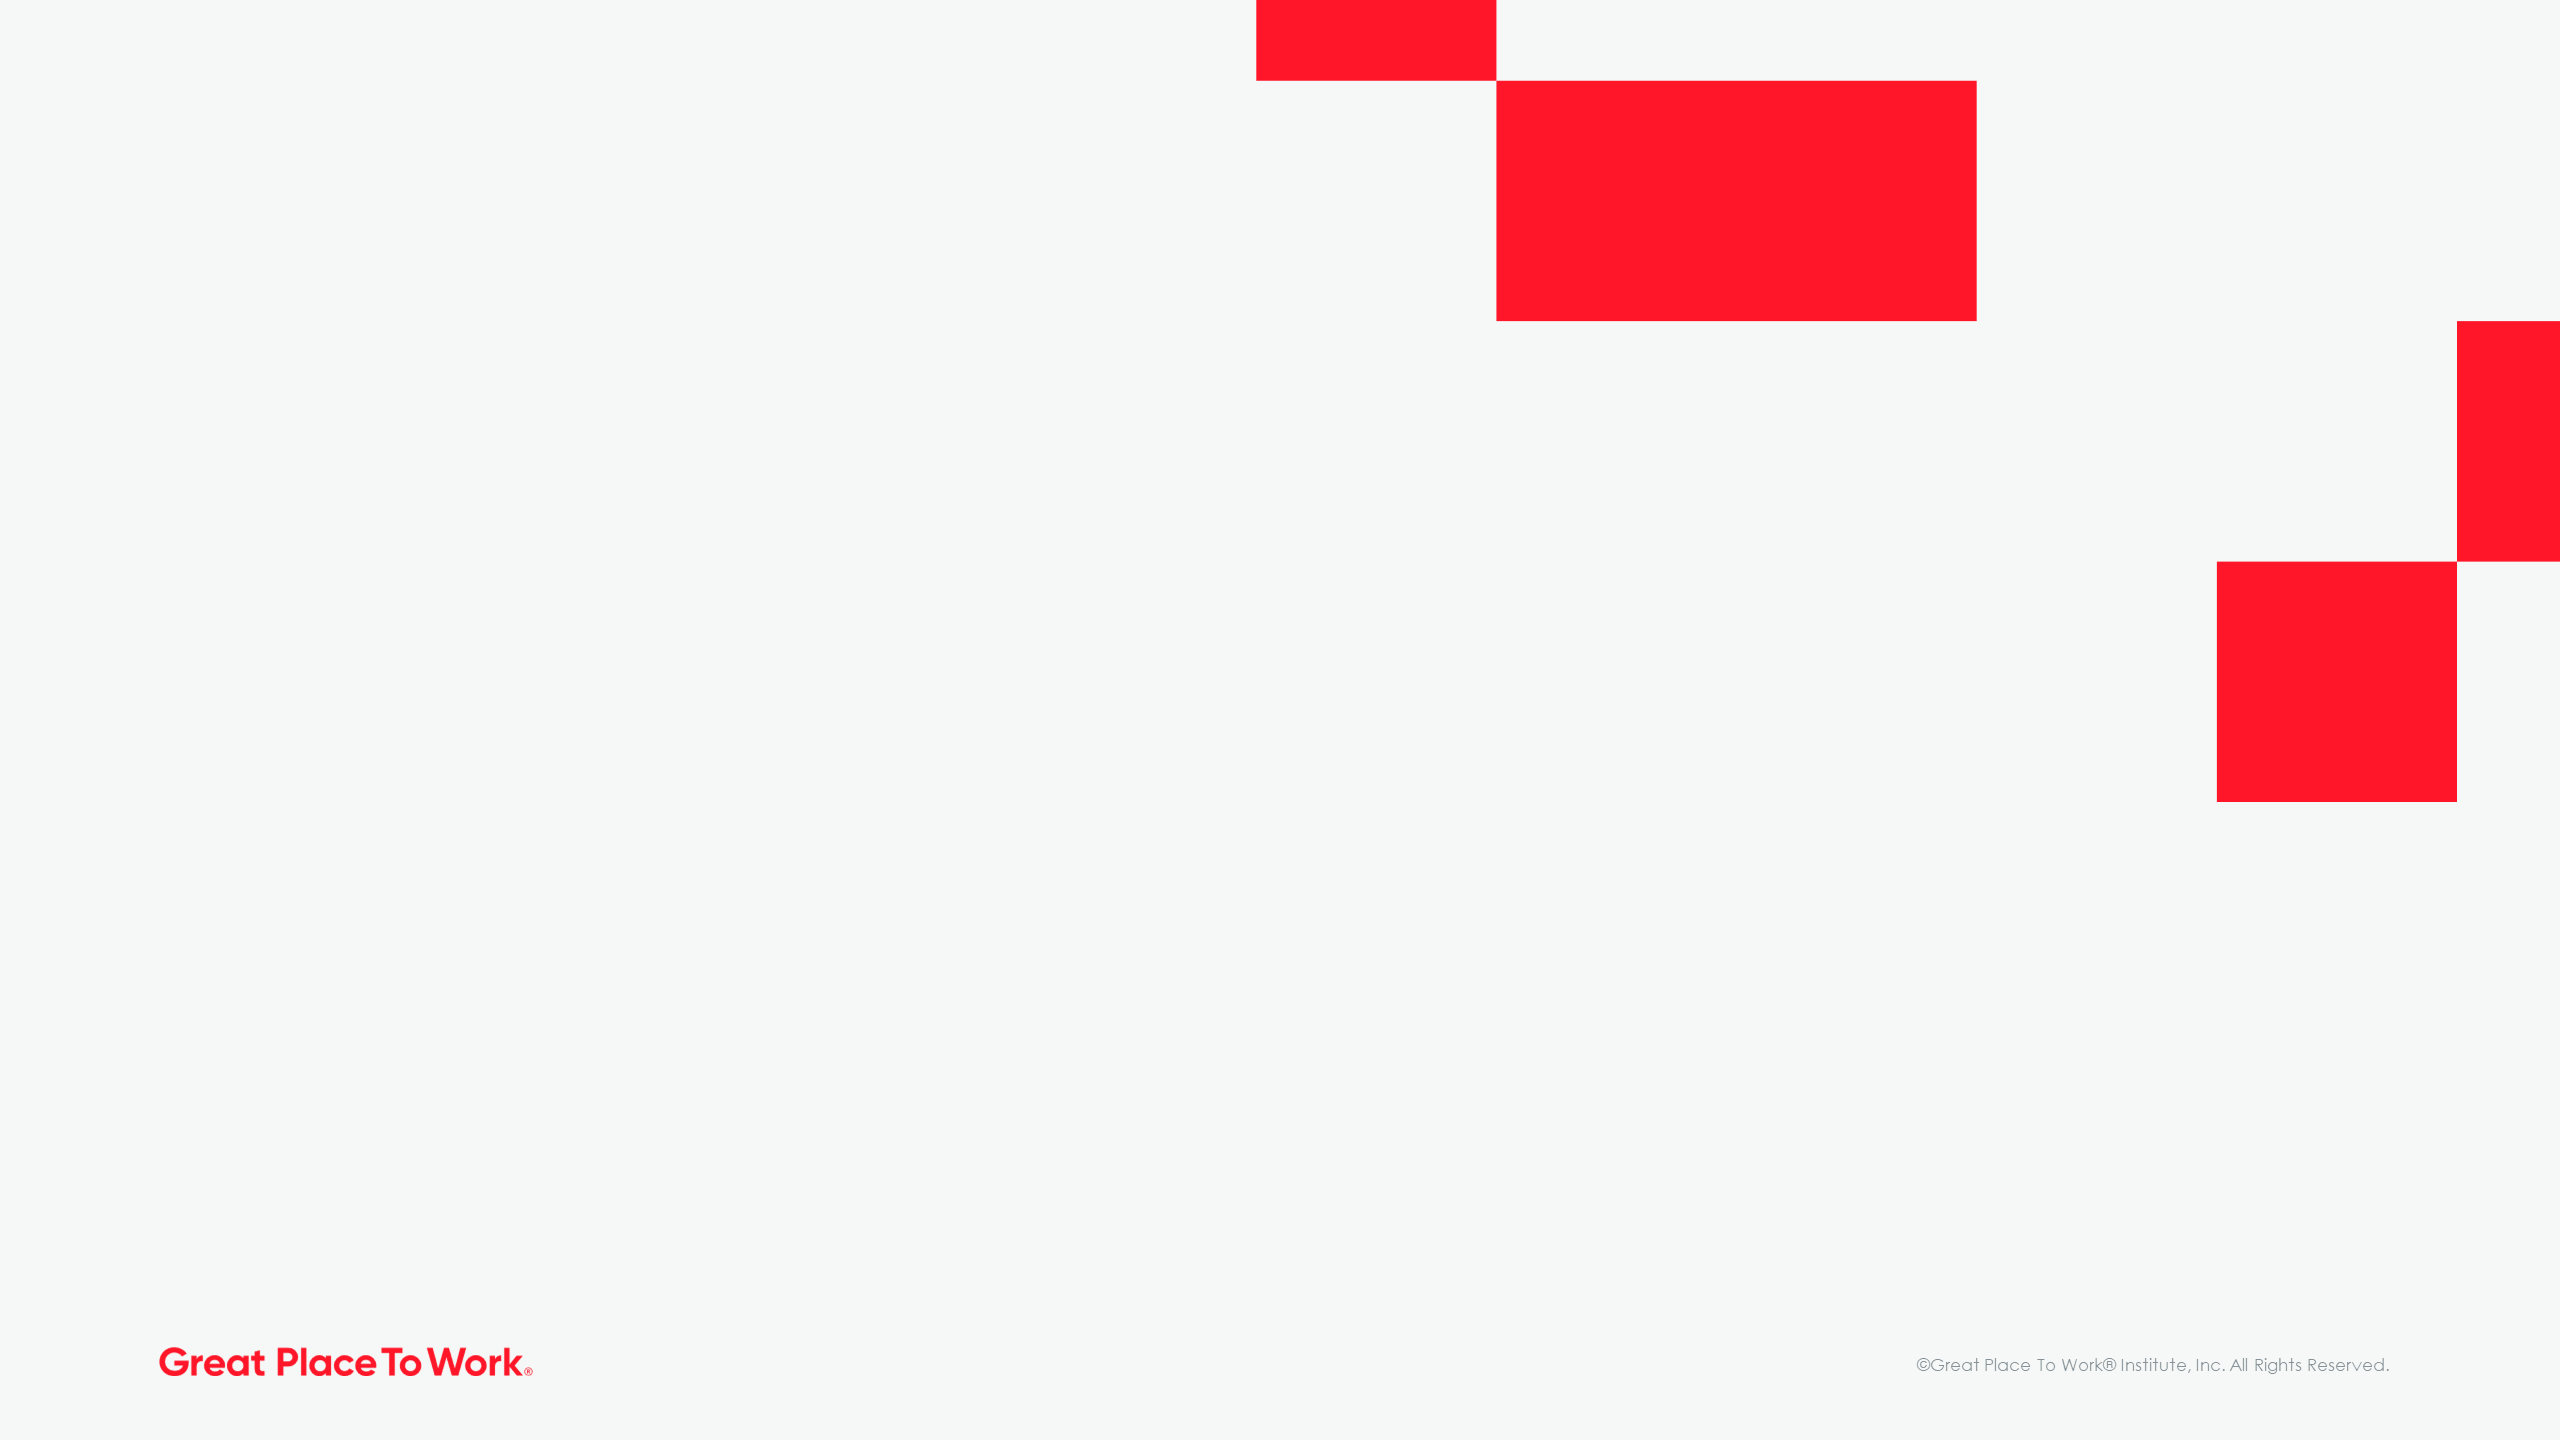 Great Place To Work®
©Great Place To Work® Institute, Inc. All Rights Reserved.